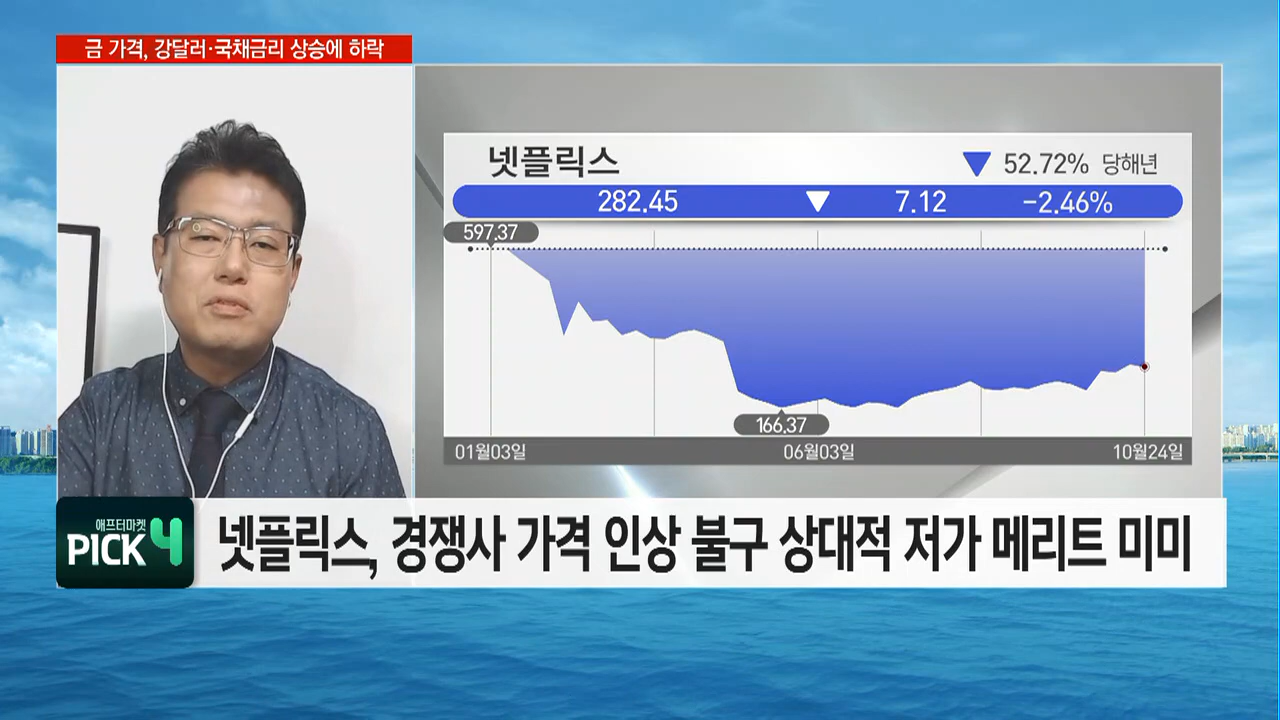 금 가격, 강달러·국채금리 상승에 하락
넷플릭스
▼ 52.72% 당해년
282.45 ▼ 7.12 -2.46%
597.37
166.37
01월03일 06월03일 10월24일
애프터마켓
PICK 4
넷플릭스, 경쟁사 가격 인상 불구 상대적 저가 메리트 미미